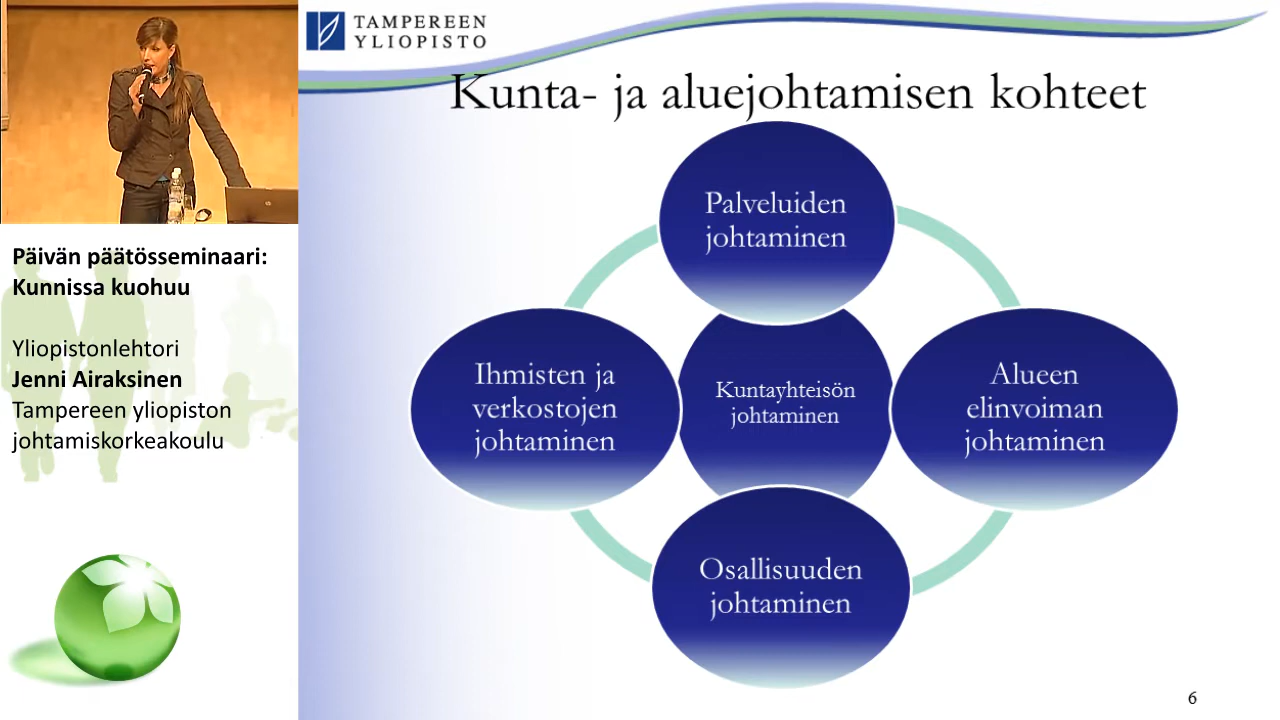 TAMPEREEN
YLIOPISTO
Kunta- ja aluejohtamisen kohteet
Päivän päätösseminaari:
Kunnissa kuohuu
Yliopistonlehtori
Jenni Airaksinen
Tampereen yliopiston
johtamiskorkeakoulu
Palveluiden
johtaminen
Ihmisten ja
verkostojen
johtaminen
Kuntayhteisön
johtaminen
Alueen
elinvoiman
johtaminen
Osallisuuden
johtaminen
6